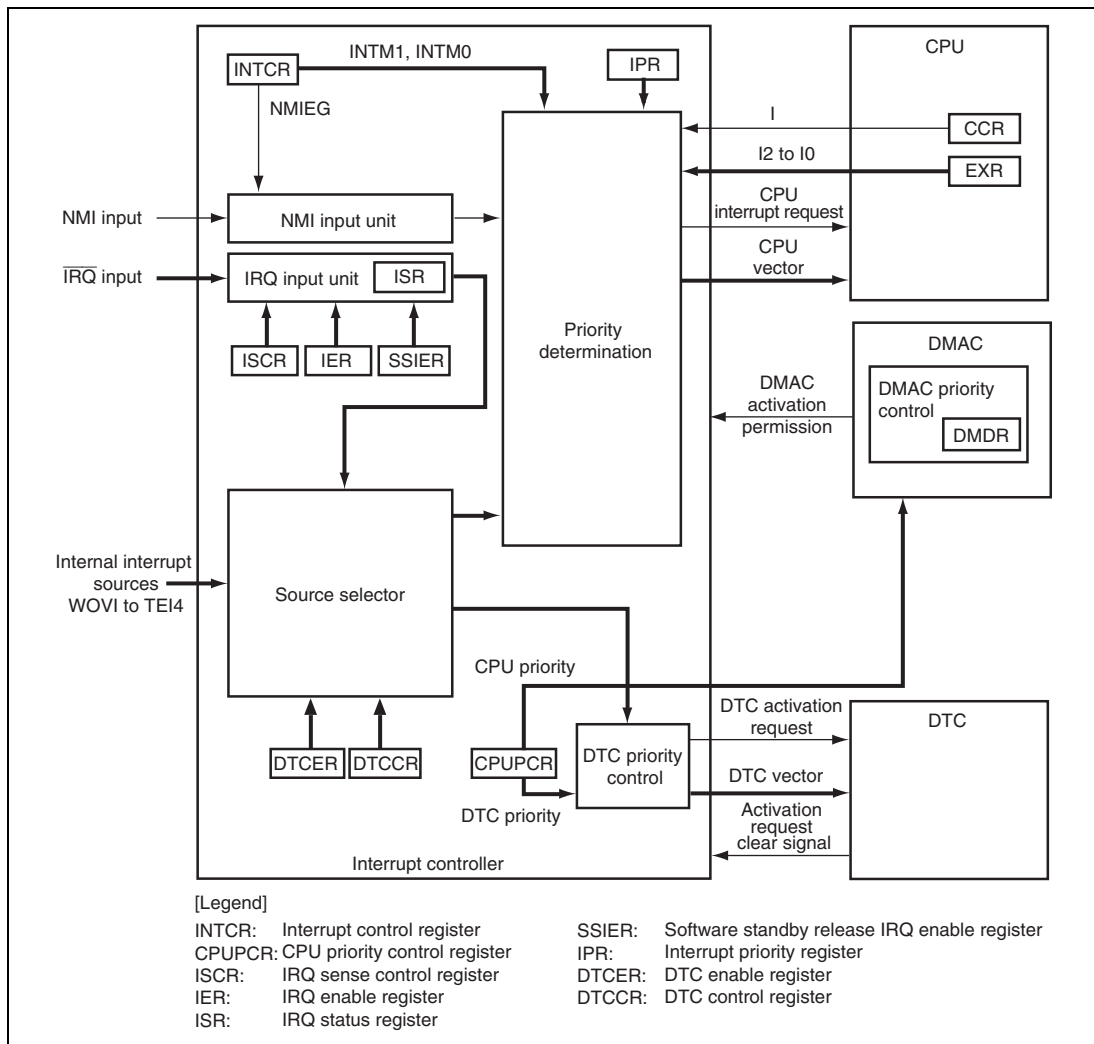 INTM1, INTM0
CPU
INTCR
IPR
NMIEG
I
CCR
I2 to I0
EXR
CPU
interrupt request
NMI input
NMI input unit
CPU
vector
IRQ input
IRQ input unit
ISR
Priority
determination
ISCR
IER
SSIER
DMAC
DMAC
activation
permission
DMAC priority
control
DMDR
Internal interrupt
sources
WOVI to TEI4
Source selector
CPU priority
DTC activation
request
DTC
DTCER
DTCCR
CPUPCR
DTC priority
control
DTC vector
DTC priority
Activation
request
clear signal
Interrupt controller
[Legend]
INTCR: Interrupt control register
CPUPCR: CPU priority control register
ISCR: IRQ sense control register
IER: IRQ enable register
ISR: IRQ status register
SSIER: Software standby release IRQ enable register
IPR: Interrupt priority register
DTCER: DTC enable register
DTCCR: DTC control register